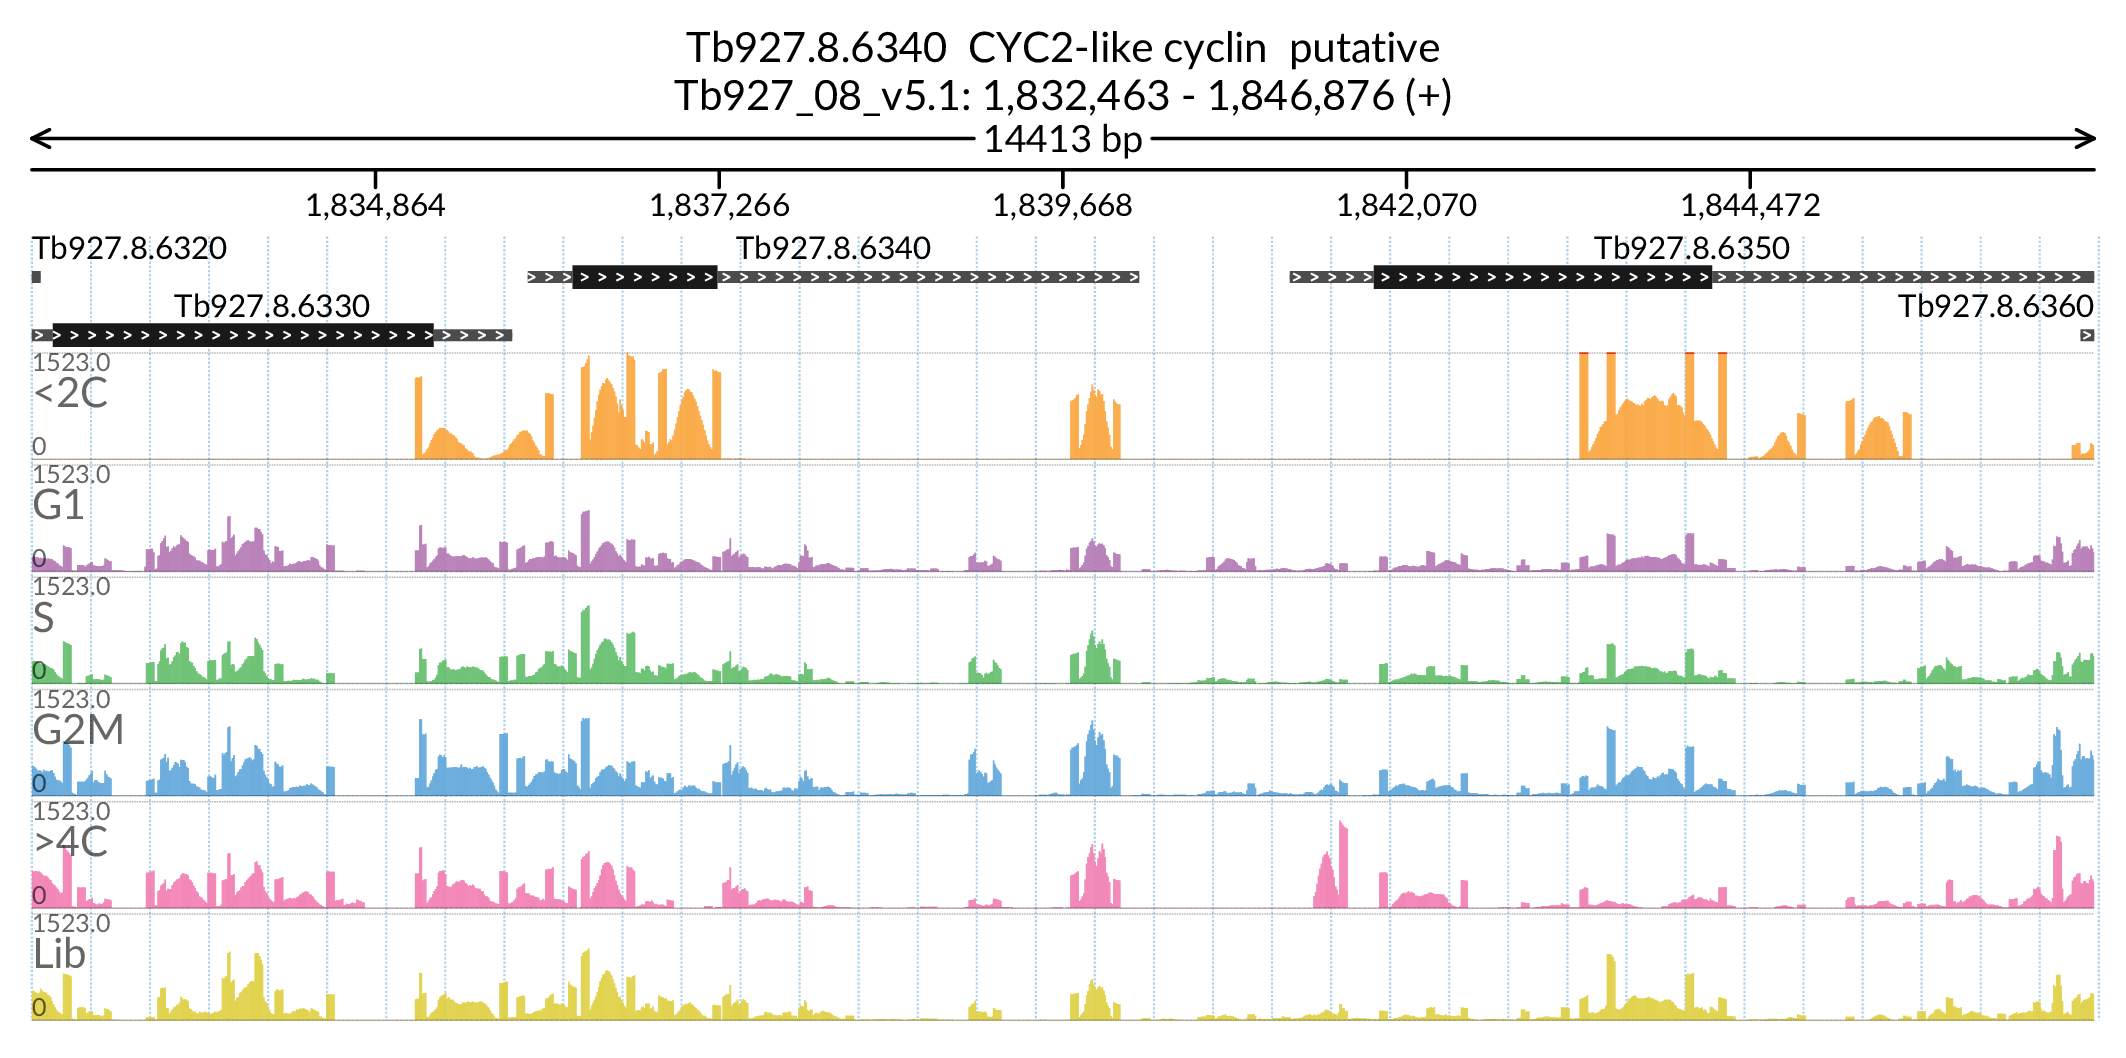 Tb927.8.6340  CYC2-like cyclin  putative
Tb927_08_v5.1: 1,832,463 - 1,846,876 (+)
14413 bp
1,834,864 1,837,266 1,839,668 1,842,070 1,844,472
Tb927.8.6320 Tb927.8.6340 Tb927.8.6350
Tb927.8.6330 Tb927.8.6360
1523.0
<2C
0
1523.0
G1
0
1523.0
S
0
1523.0
G2M
0
1523.0
>4C
0
1523.0
Lib
0